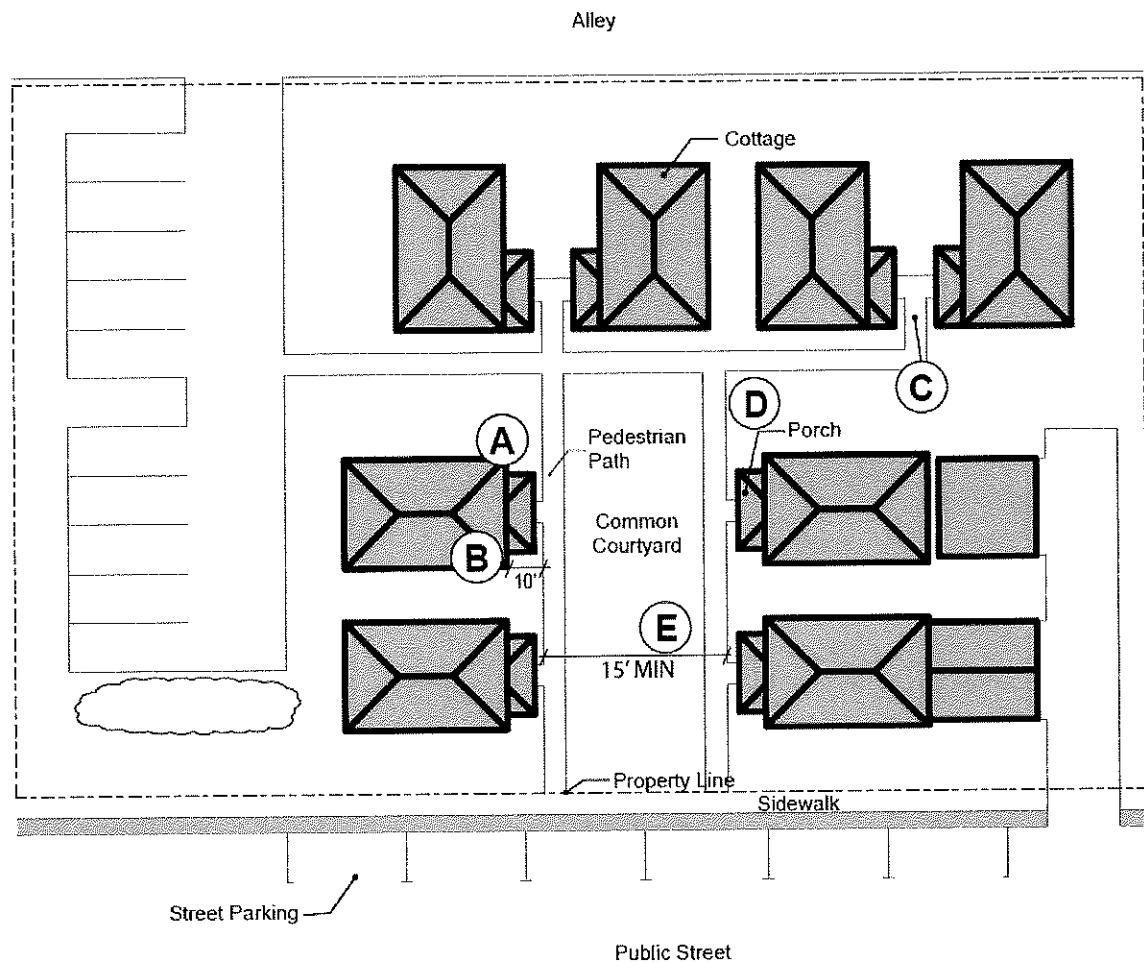 Alley
Cottage
C
D
Porch
A
Pedestrian
Path
Common
Courtyard
B
10'
E
15' MIN
Property Line
Sidewalk
Street Parking
Public Street